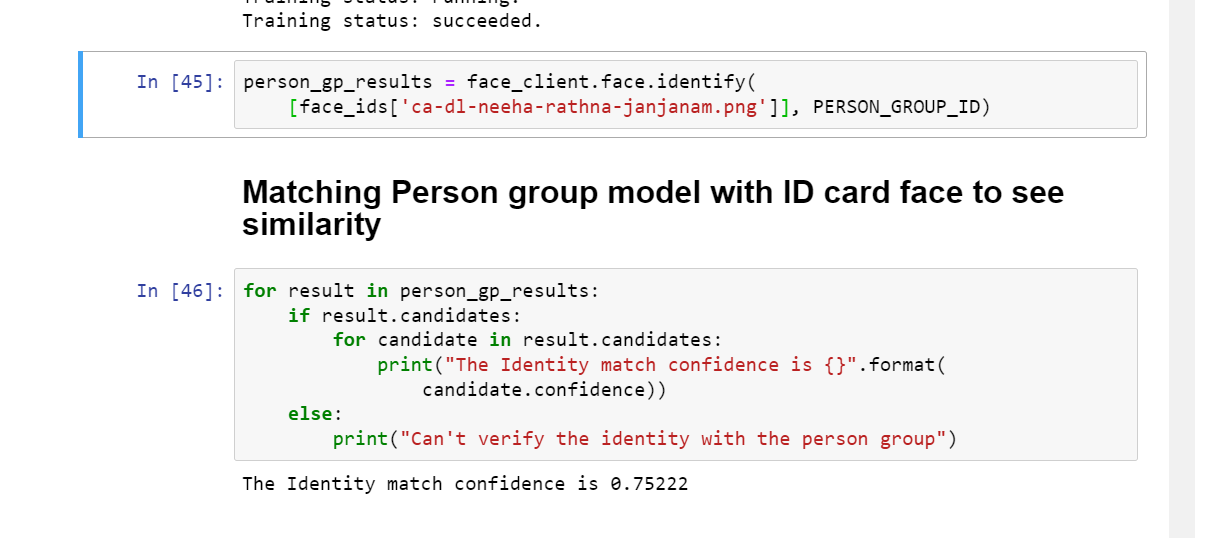 Training status: succeeded.
In [45]: person_gp_results = face_client.face.identify(
    [face_ids['ca-dl-neeha-rathna-janjanam.png']], PERSON_GROUP_ID)
Matching Person group model with ID card face to see
similarity
In [46]: for result in person_gp_results:
    if result.candidates:
        for candidate in result.candidates:
            print("The Identity match confidence is {}".format(
                candidate.confidence))
    else:
        print("Can't verify the identity with the person group")
The Identity match confidence is 0.75222